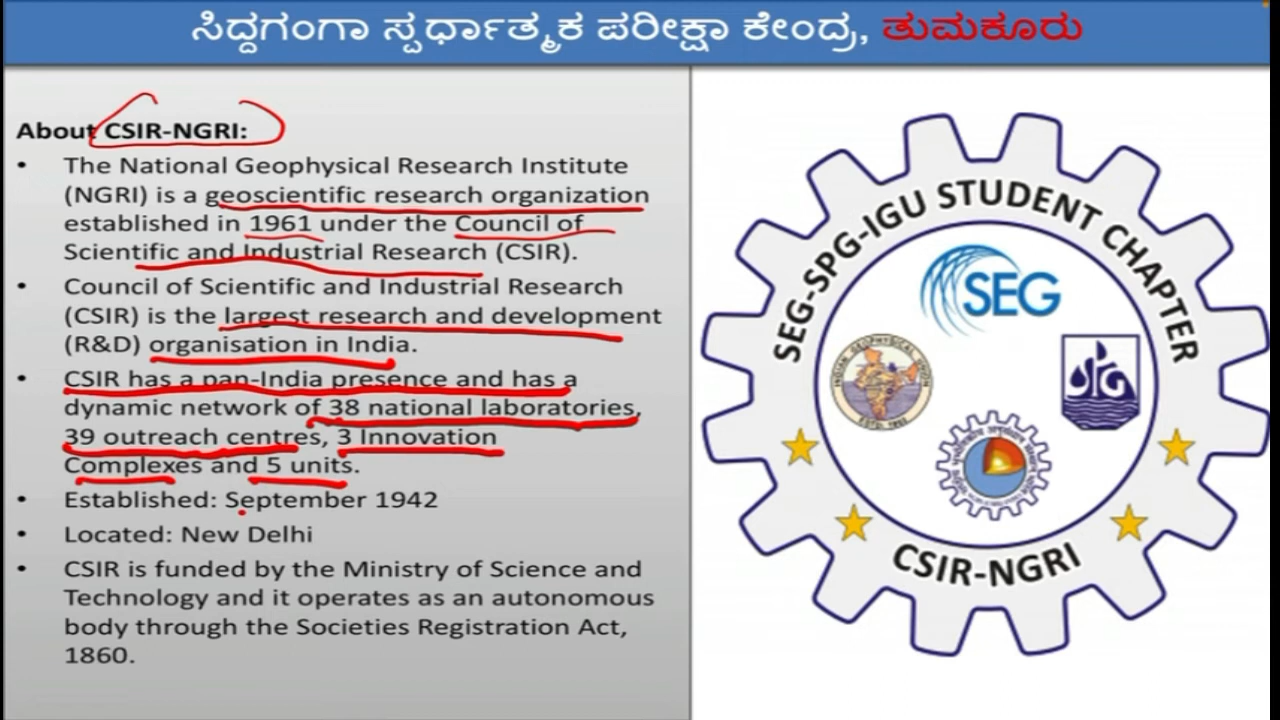 ಸಿದ್ದಗಂಗಾ ಸ್ಪರ್ಧಾತ್ಮಕ ಪರೀಕ್ಷಾ ಕೇಂದ್ರ, ತುಮಕೂರು
About CSIR-NGRI:
• The National Geophysical Research Institute
(NGRI) is a geoscientific research organization
established in 1961 under the Council of
Scientific and Industrial Research (CSIR).
• Council of Scientific and Industrial Research
(CSIR) is the largest research and development
(R&D) organisation in India.
• CSIR has a pan-India presence and has a
dynamic network of 38 national laboratories,
39 outreach centres, 3 Innovation
Complexes and 5 units.
• Established: September 1942
• Located: New Delhi
• CSIR is funded by the Ministry of Science and
Technology and it operates as an autonomous
body through the Societies Registration Act,
1860.
SEG-SPG-IGU STUDENT CHAPTER
SEG
INDIAN GEOPHYSICAL UNION
SPG
CSIR-NGRI